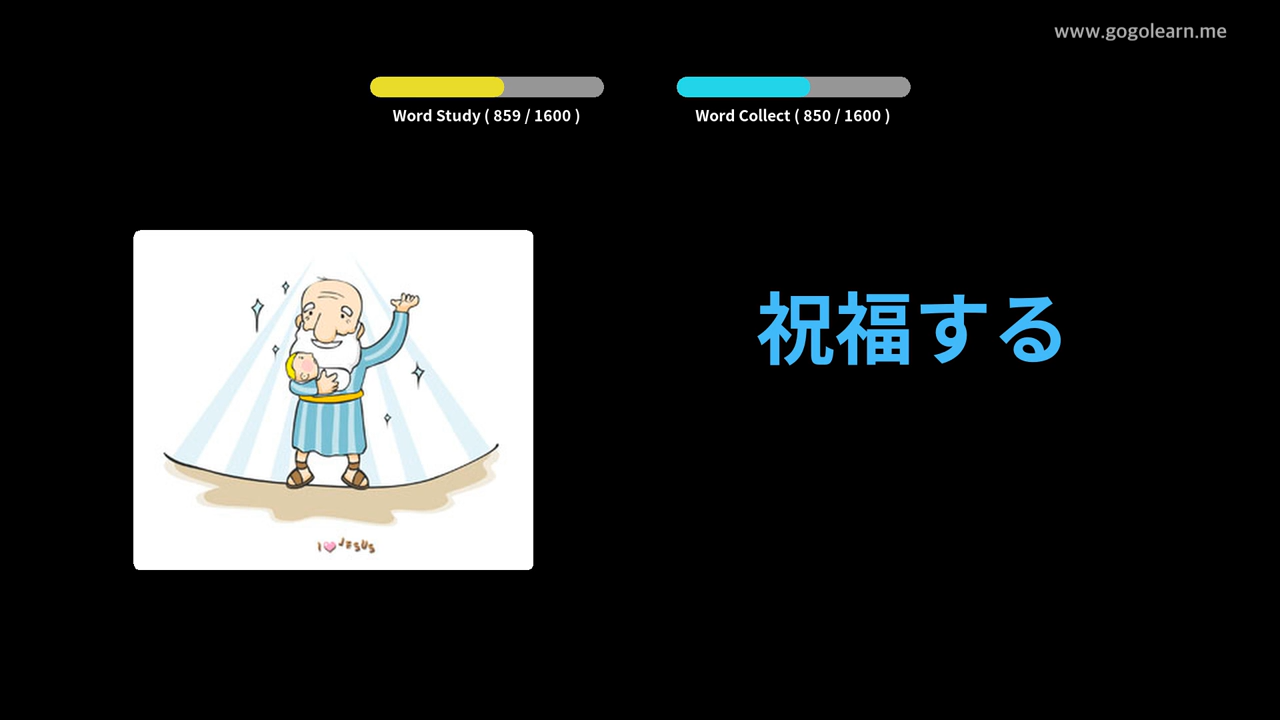 www.gogolearn.me
Word Study ( 859 / 1600 )
Word Collect ( 850 / 1600 )
祝福する
I ♥ JESUS